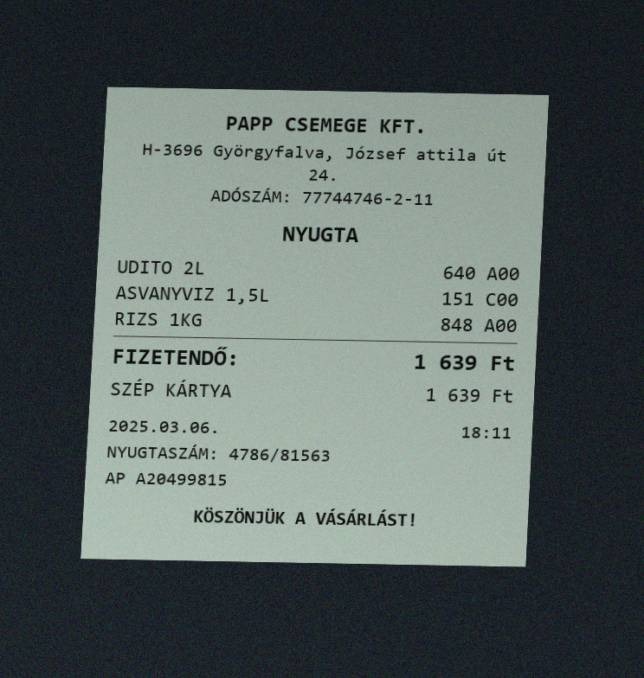 PAPP CSEMEGE KFT.
H-3696 Györgyfalva, József attila út
24.
ADÓSZÁM: 77744746-2-11
NYUGTA
UDITO 2L 640 A00
ASVANYVIZ 1,5L 151 C00
RIZS 1KG 848 A00
FIZETENDŐ: 1 639 Ft
SZÉP KÁRTYA 1 639 Ft
2025.03.06. 18:11
NYUGTASZÁM: 4786/81563
AP A20499815
KÖSZÖNJÜK A VÁSÁRLÁST!